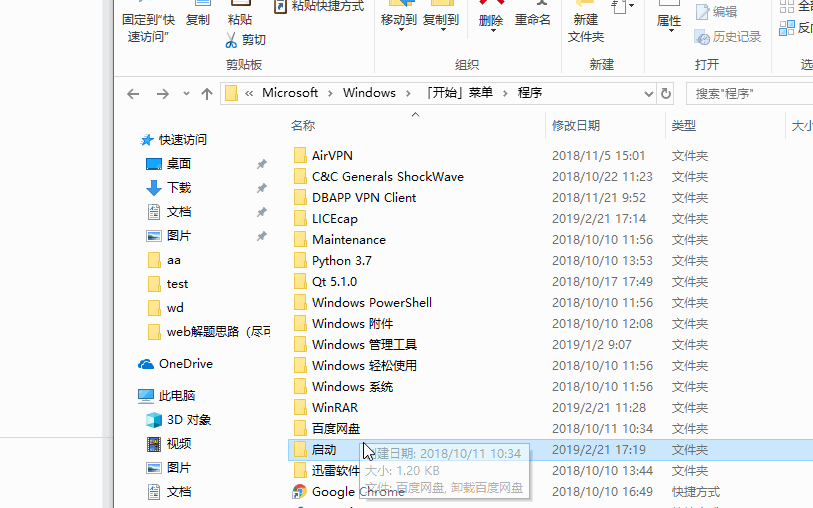 固定到"快速访问"
复制
粘贴
粘贴快捷方式
剪切
移动到
复制到
删除
重命名
新建文件夹
属性
编辑
历史记录
剪贴板
组织
新建
打开
« Microsoft › Windows › 「开始」菜单 › 程序
搜索"程序"
名称 修改日期 类型
快速访问
桌面
下载
文档
图片
aa
test
wd
web解题思路（尽可
OneDrive
此电脑
3D 对象
视频
图片
文档
AirVPN 2018/11/5 15:01 文件夹
C&C Generals ShockWave 2018/10/22 11:23 文件夹
DBAPP VPN Client 2018/11/21 9:52 文件夹
LICEcap 2019/2/21 17:14 文件夹
Maintenance 2018/10/10 11:56 文件夹
Python 3.7 2018/10/10 13:53 文件夹
Qt 5.1.0 2018/10/17 17:49 文件夹
Windows PowerShell 2018/10/10 11:56 文件夹
Windows 附件 2018/10/10 12:08 文件夹
Windows 管理工具 2019/1/2 9:07 文件夹
Windows 轻松使用 2018/10/10 11:56 文件夹
Windows 系统 2018/10/10 11:56 文件夹
WinRAR 2019/2/21 11:28 文件夹
百度网盘 2018/10/11 10:34 文件夹
启动 2019/2/21 17:19 文件夹
建日期: 2018/10/11 10:34
大小: 1.20 KB
文件: 百度网盘, 卸载百度网盘
迅雷软件 2018/10/10 13:44 文件夹
Google Chrome 2018/10/10 16:49 快捷方式